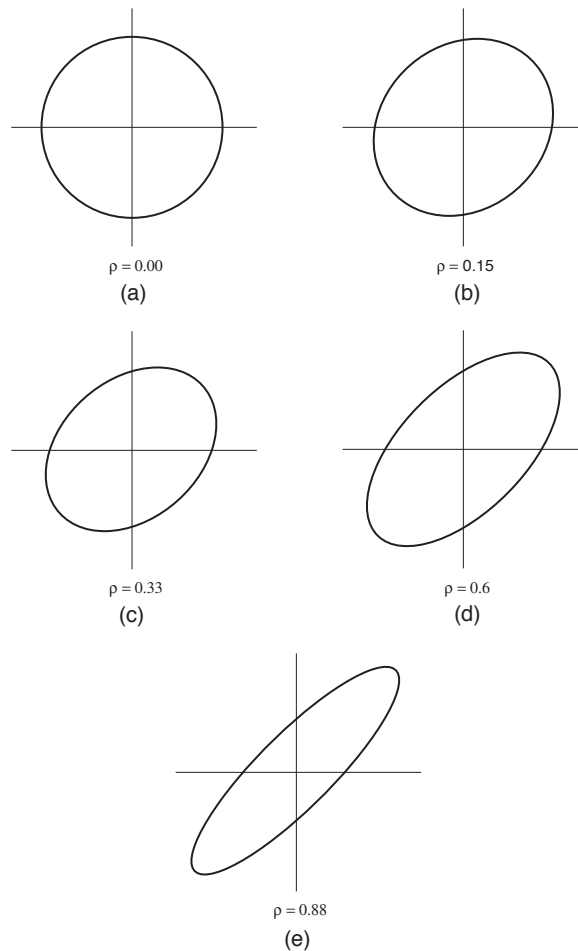 ρ = 0.00
(a)
ρ = 0.15
(b)
ρ = 0.33
(c)
ρ = 0.6
(d)
ρ = 0.88
(e)